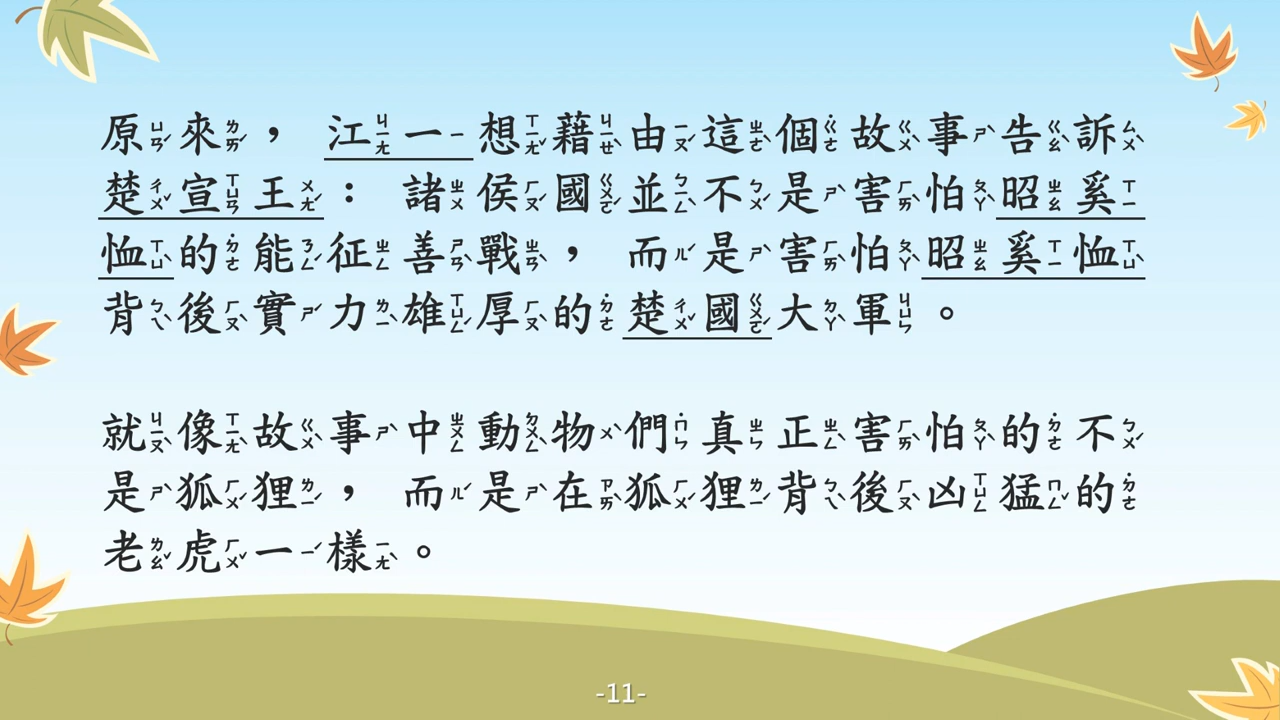 原來，江一想藉由這個故事告訴
楚宣王：諸侯國並不是害怕昭奚
恤的能征善戰，而是害怕昭奚恤
背後實力雄厚的楚國大軍。
就像故事中動物們真正害怕的不
是狐狸，而是在狐狸背後凶猛的
老虎一樣。
-11-